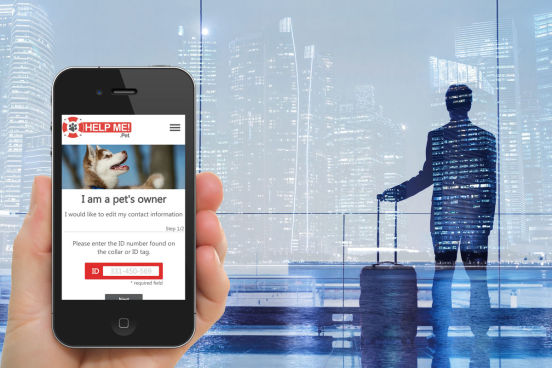 HELP ME!
.Pet
I am a pet's owner
I would like to edit my contact information
Step 1/2
Please enter the ID number found on
the collar or ID tag.
ID 111-450-569
* required field
Next